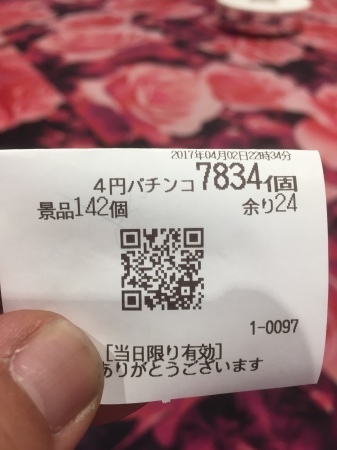 2017年04月02日22時34分
4円パチンコ7834個
景品142個 余り24
1-0097
[当日限り有効]
ありがとうございます